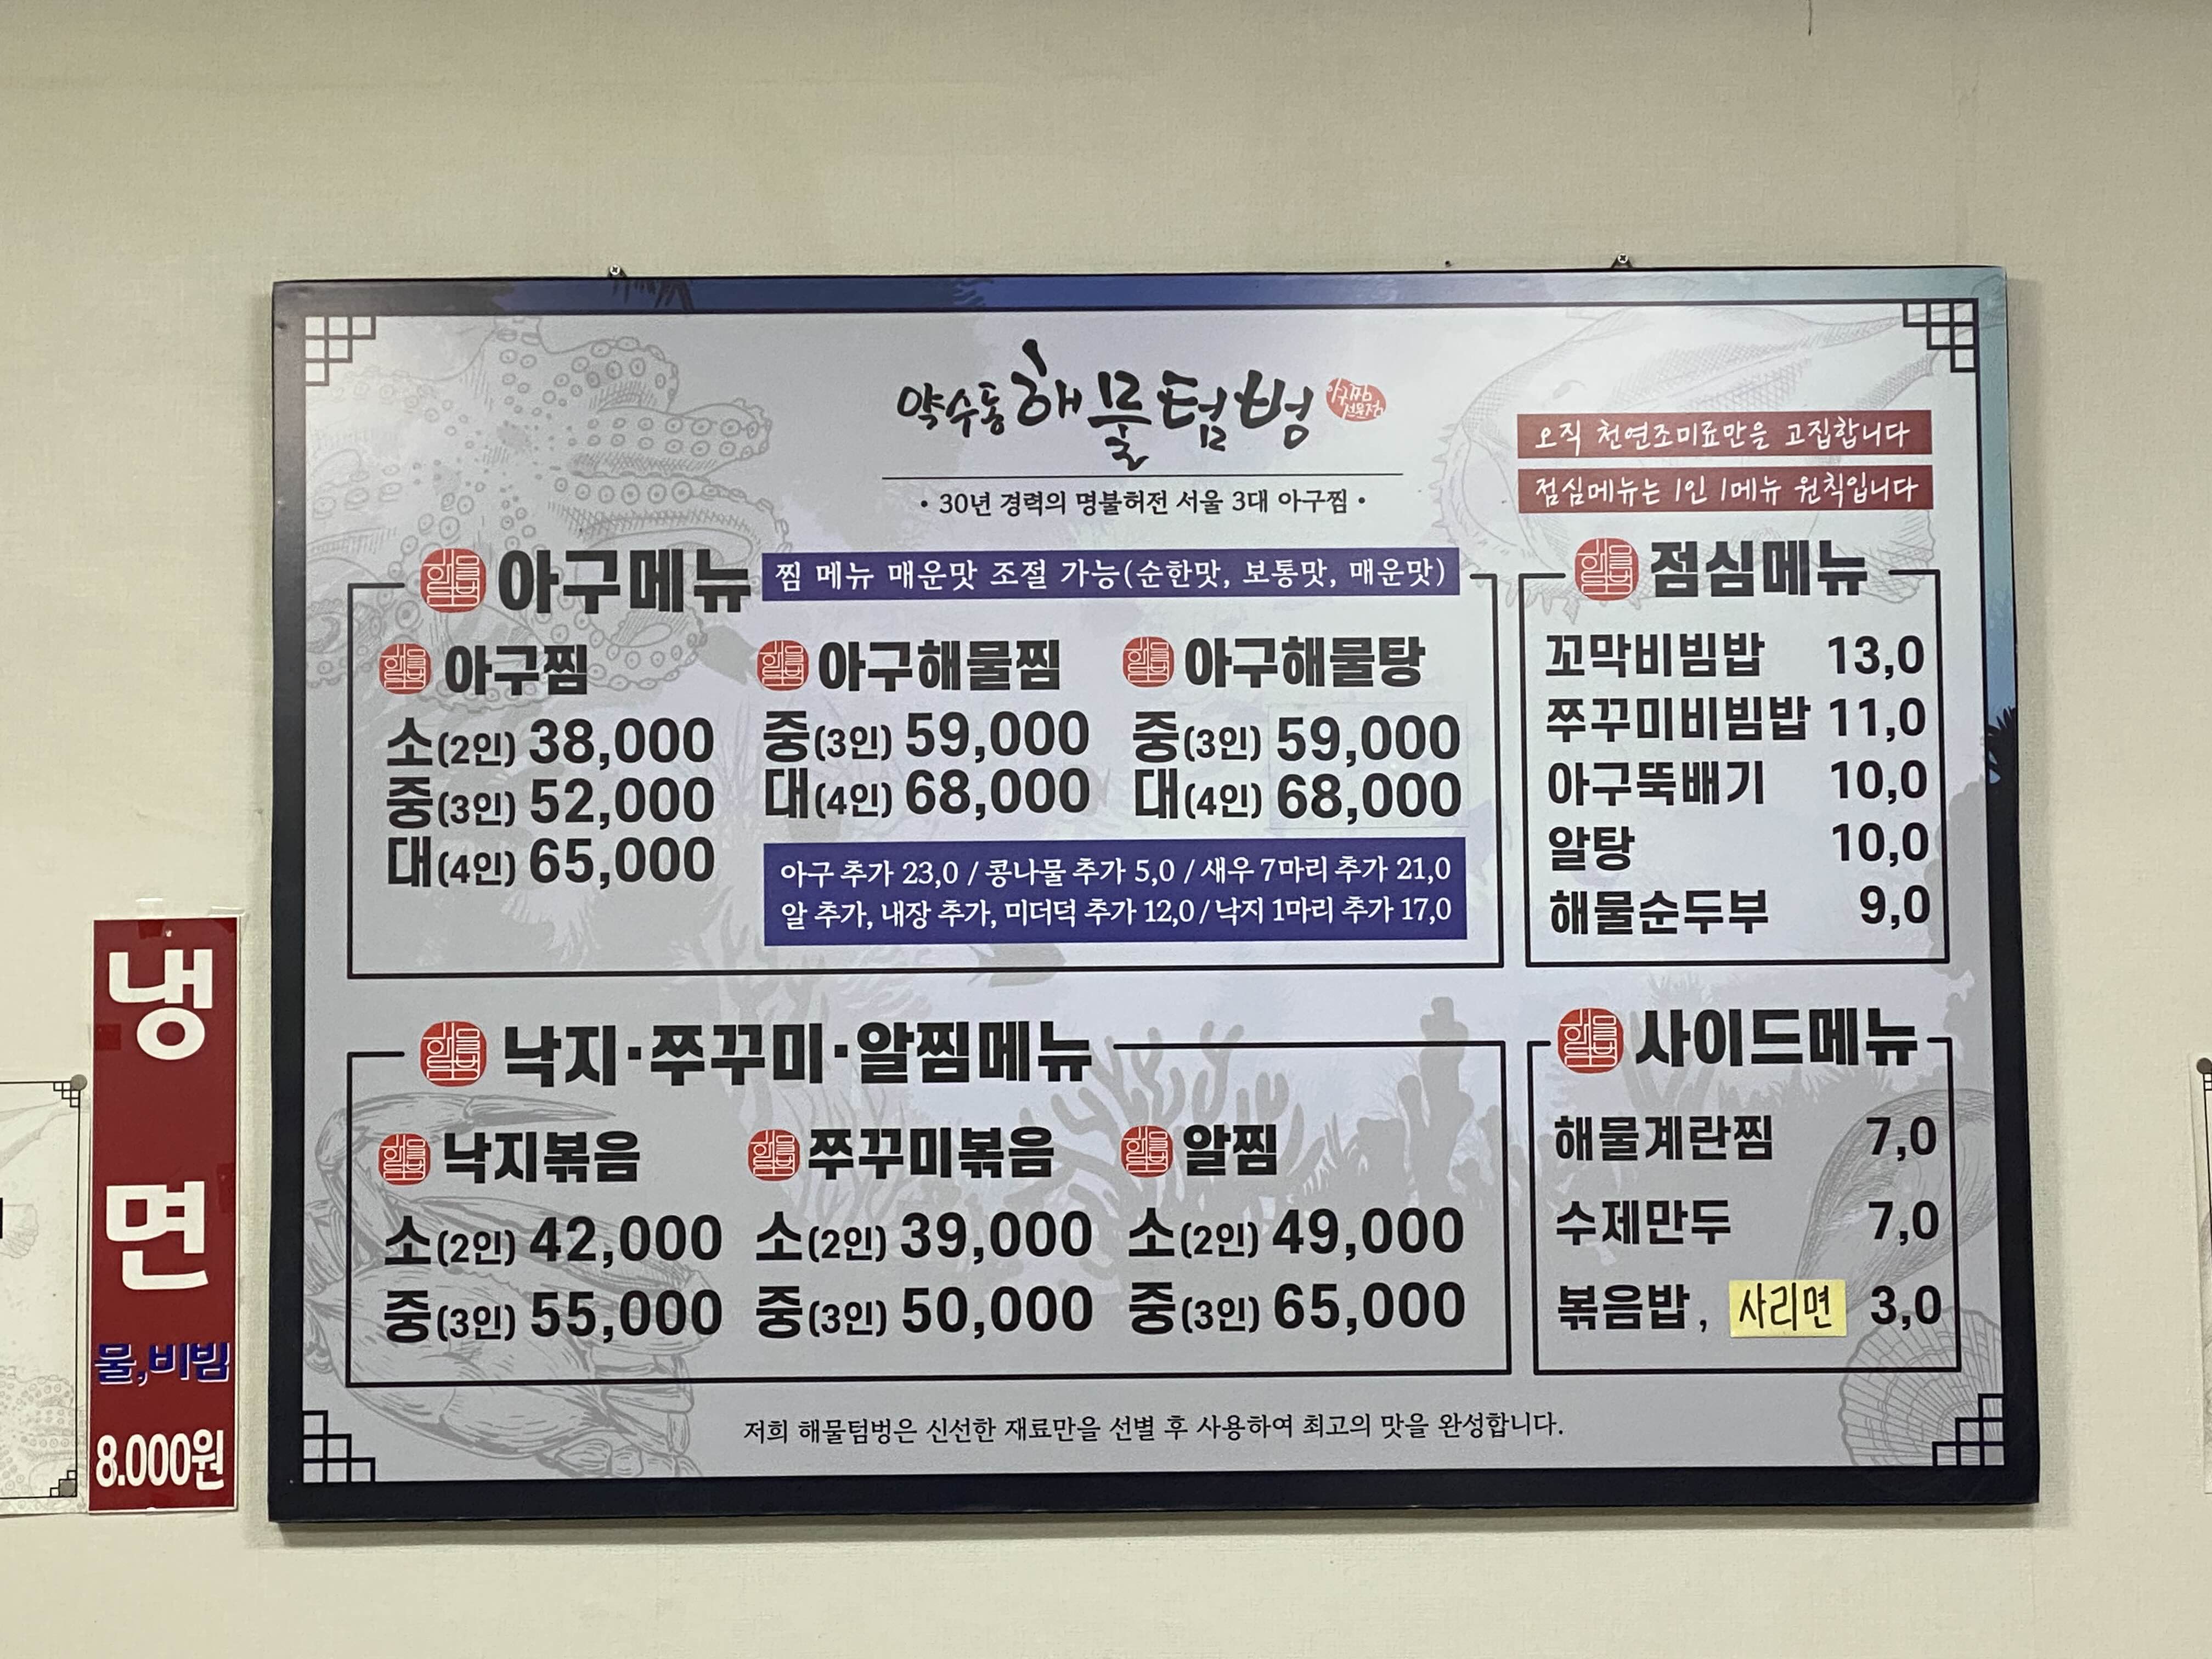 약수동 해물텀벙 아구찜 전문점
• 30년 경력의 명불허전 서울 3대 아구찜 •
오직 천연조미료만을 고집합니다
점심메뉴는 1인 1메뉴 원칙입니다
아구메뉴
찜 메뉴 매운맛 조절 가능(순한맛, 보통맛, 매운맛)
아구찜
소(2인) 38,000
중(3인) 52,000
대(4인) 65,000
아구해물찜
중(3인) 59,000
대(4인) 68,000
아구해물탕
중(3인) 59,000
대(4인) 68,000
아구 추가 23,0 / 콩나물 추가 5,0 / 새우 7마리 추가 21,0
알 추가, 내장 추가, 미더덕 추가 12,0 / 낙지 1마리 추가 17,0
점심메뉴
꼬막비빔밥 13,0
쭈꾸미비빔밥 11,0
아구뚝배기 10,0
알탕 10,0
해물순두부 9,0
낙지·쭈꾸미·알찜메뉴
낙지볶음
소(2인) 42,000
중(3인) 55,000
쭈꾸미볶음
소(2인) 39,000
중(3인) 50,000
알찜
소(2인) 49,000
중(3인) 65,000
사이드메뉴
해물계란찜 7,0
수제만두 7,0
볶음밥, 사리면 3,0
저희 해물텀벙은 신선한 재료만을 선별 후 사용하여 최고의 맛을 완성합니다.
냉
면
물,비빔
8.000원